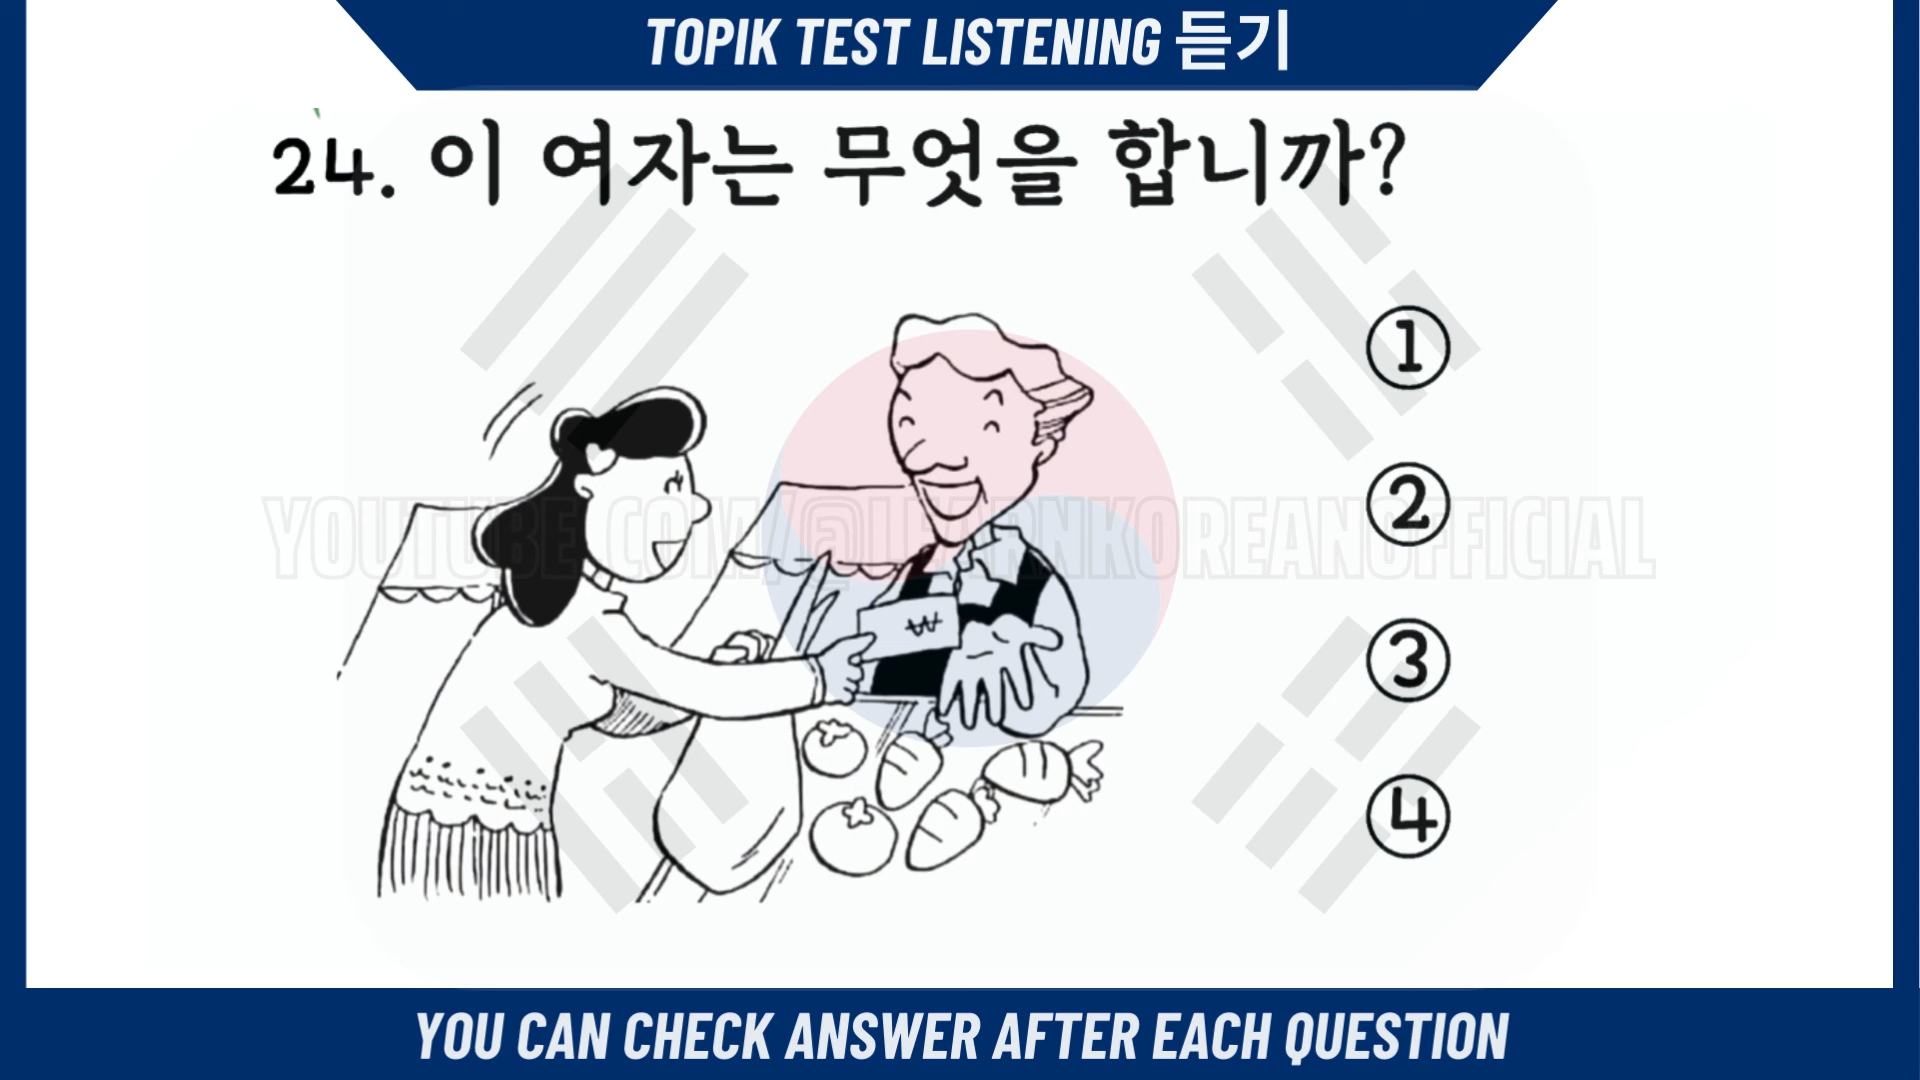 TOPIK TEST LISTENING 듣기
24. 이 여자는 무엇을 합니까?
①
②
③
④
₩
YOUTUBE.COM/@LEARNKOREANOFFICIAL
YOU CAN CHECK ANSWER AFTER EACH QUESTION